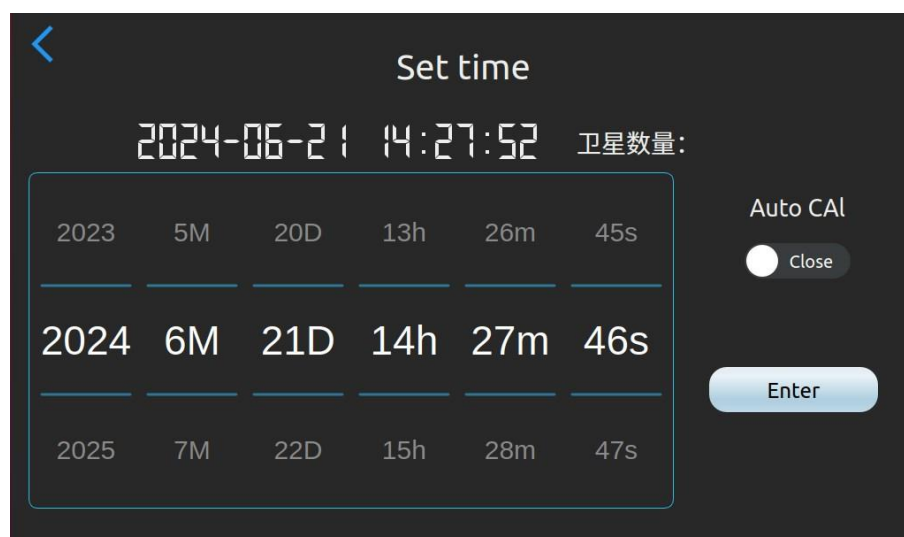 Set time
2024-06-21 14:27:52 卫星数量：
Auto CAl
2023 5M 20D 13h 26m 45s
Close
2024 6M 21D 14h 27m 46s
Enter
2025 7M 22D 15h 28m 47s